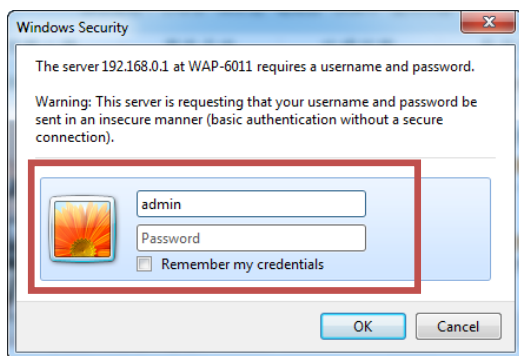 Windows Security
The server 192.168.0.1 at WAP-6011 requires a username and password.
Warning: This server is requesting that your username and password be
sent in an insecure manner (basic authentication without a secure
connection).
admin
Password
Remember my credentials
OK Cancel